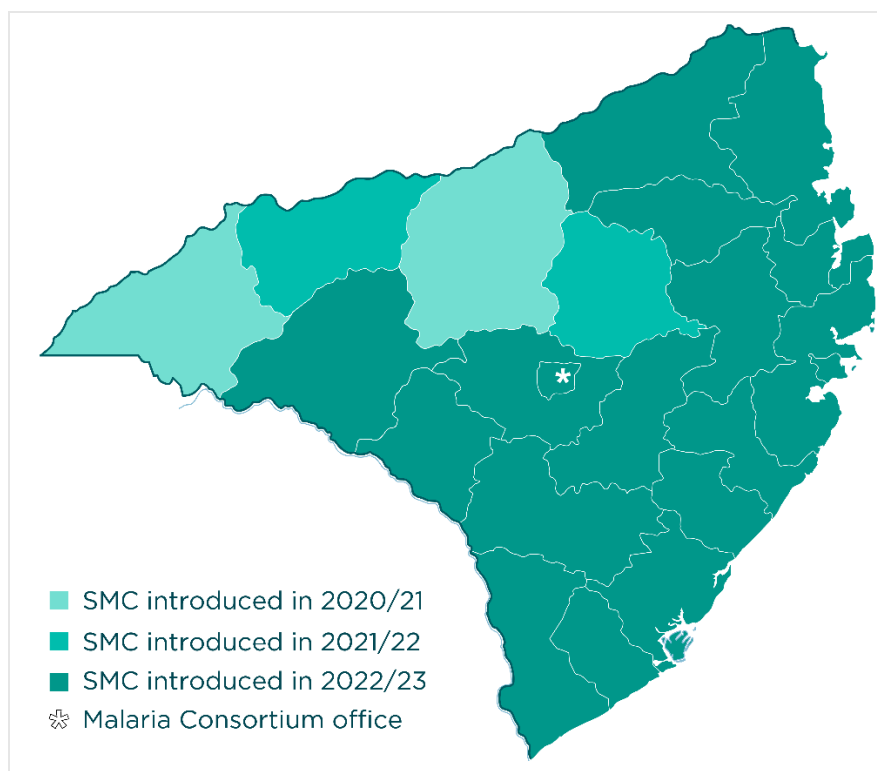 SMC introduced in 2020/21
SMC introduced in 2021/22
SMC introduced in 2022/23
Malaria Consortium office